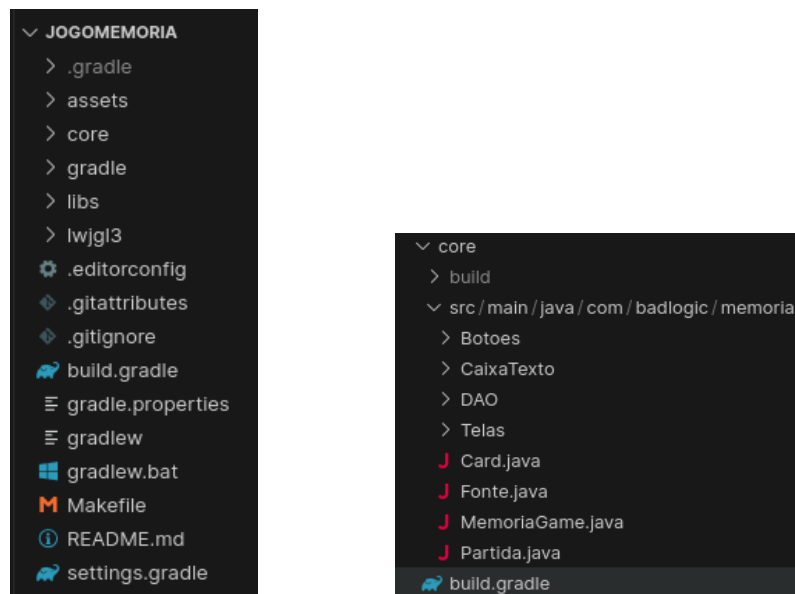 JOGOMEMORIA
.gradle
assets
core
gradle
libs
lwjgl3
.editorconfig
.gitattributes
.gitignore
build.gradle
gradle.properties
gradlew
gradlew.bat
Makefile
README.md
settings.gradle
core
build
src/main/java/com/badlogic/memoria
Botoes
CaixaTexto
DAO
Telas
Card.java
Fonte.java
MemoriaGame.java
Partida.java
build.gradle